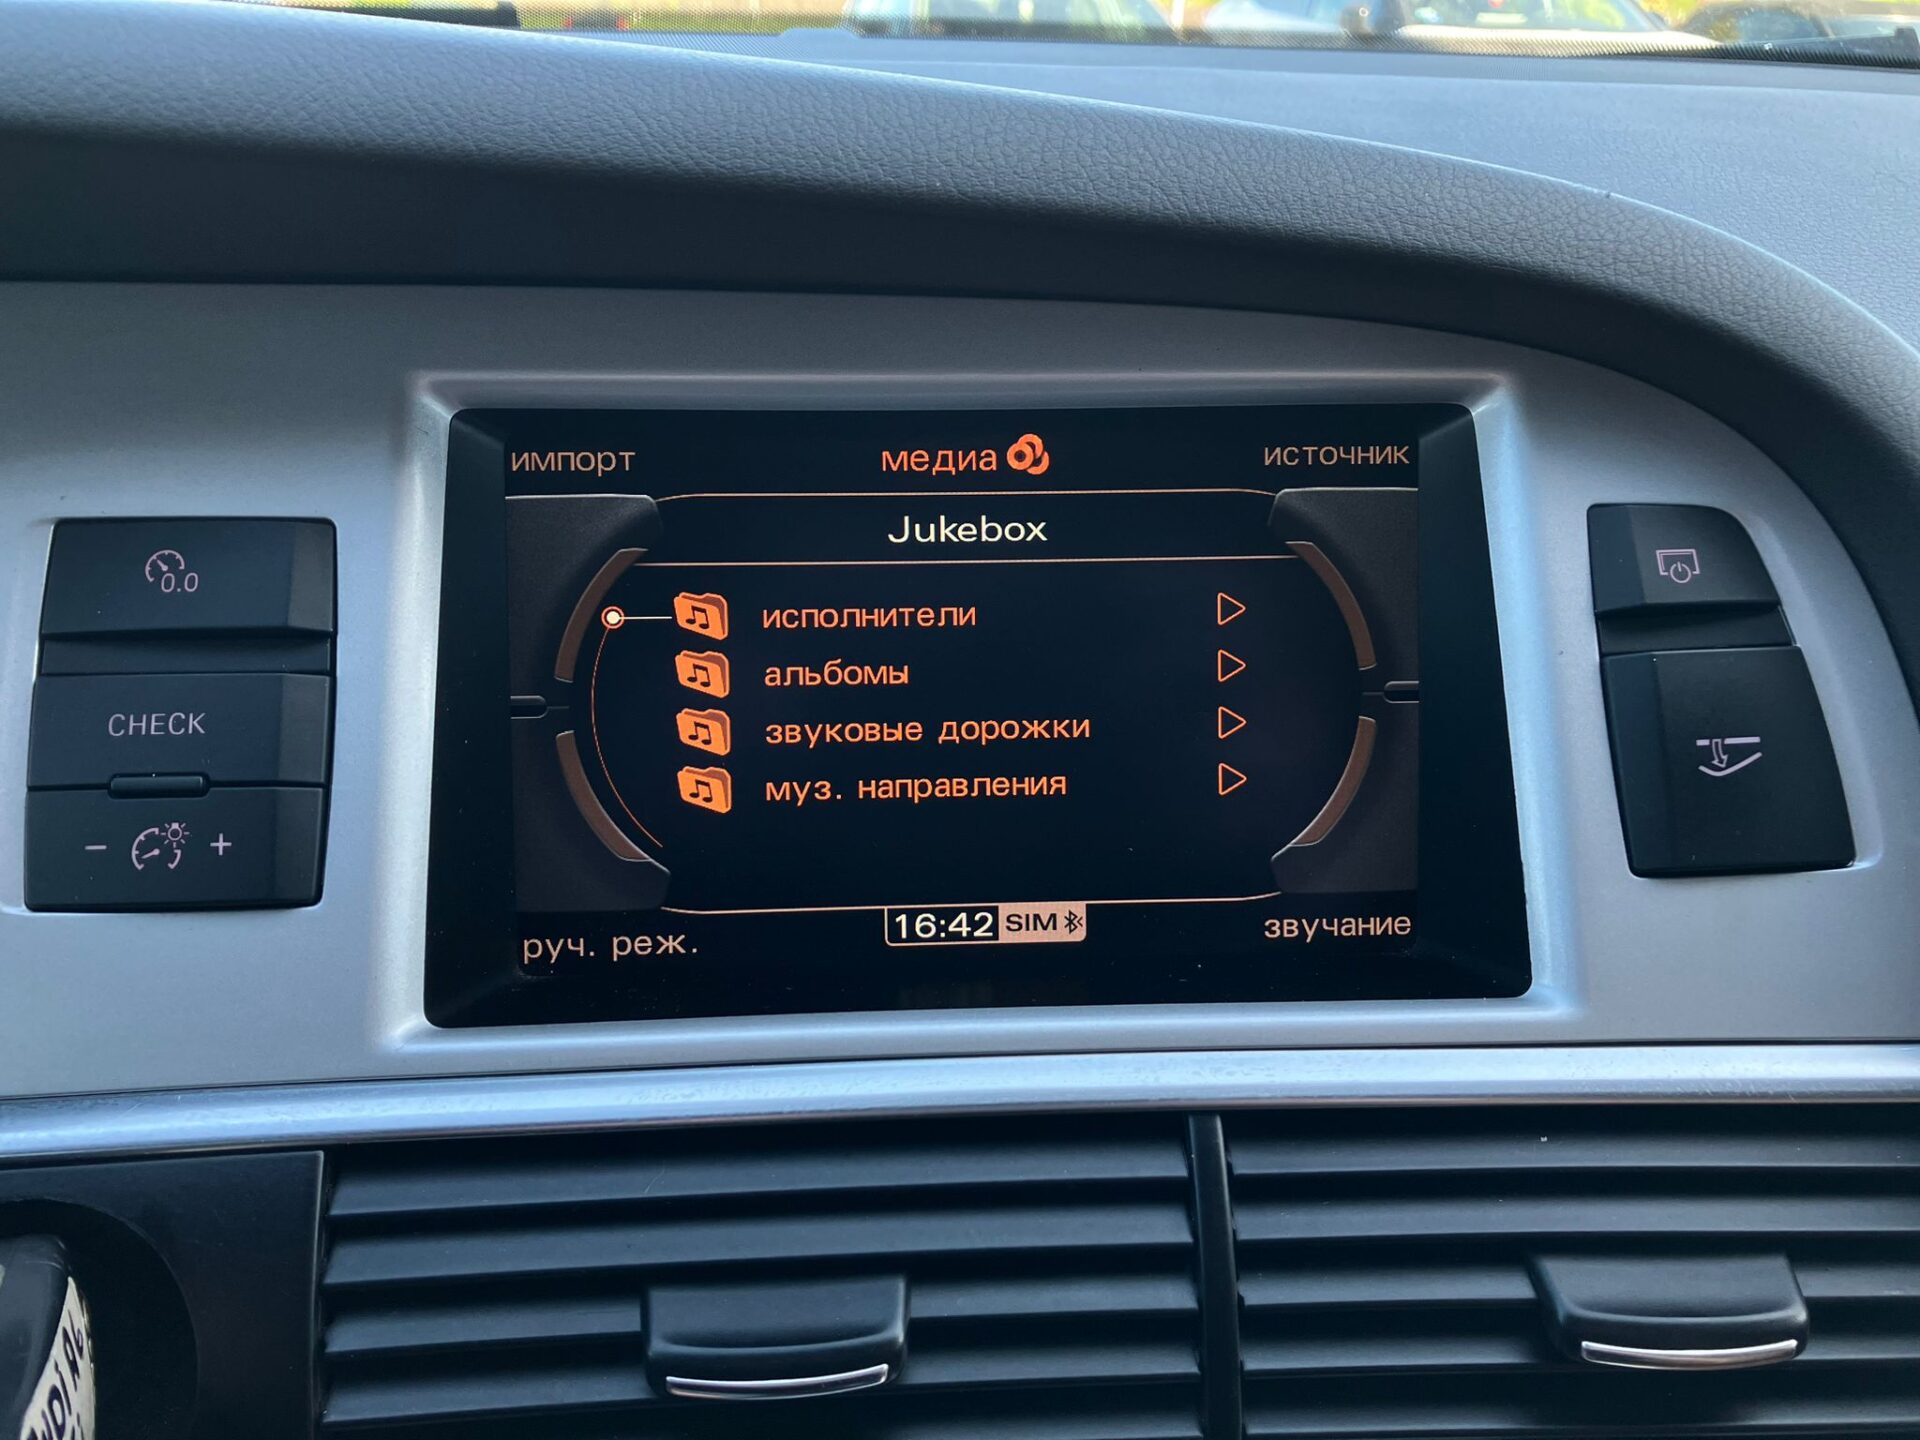 импорт
медиа
источник
Jukebox
исполнители
альбомы
звуковые дорожки
муз. направления
руч. реж.
16:42 SIM
звучание
0.0
CHECK
- +